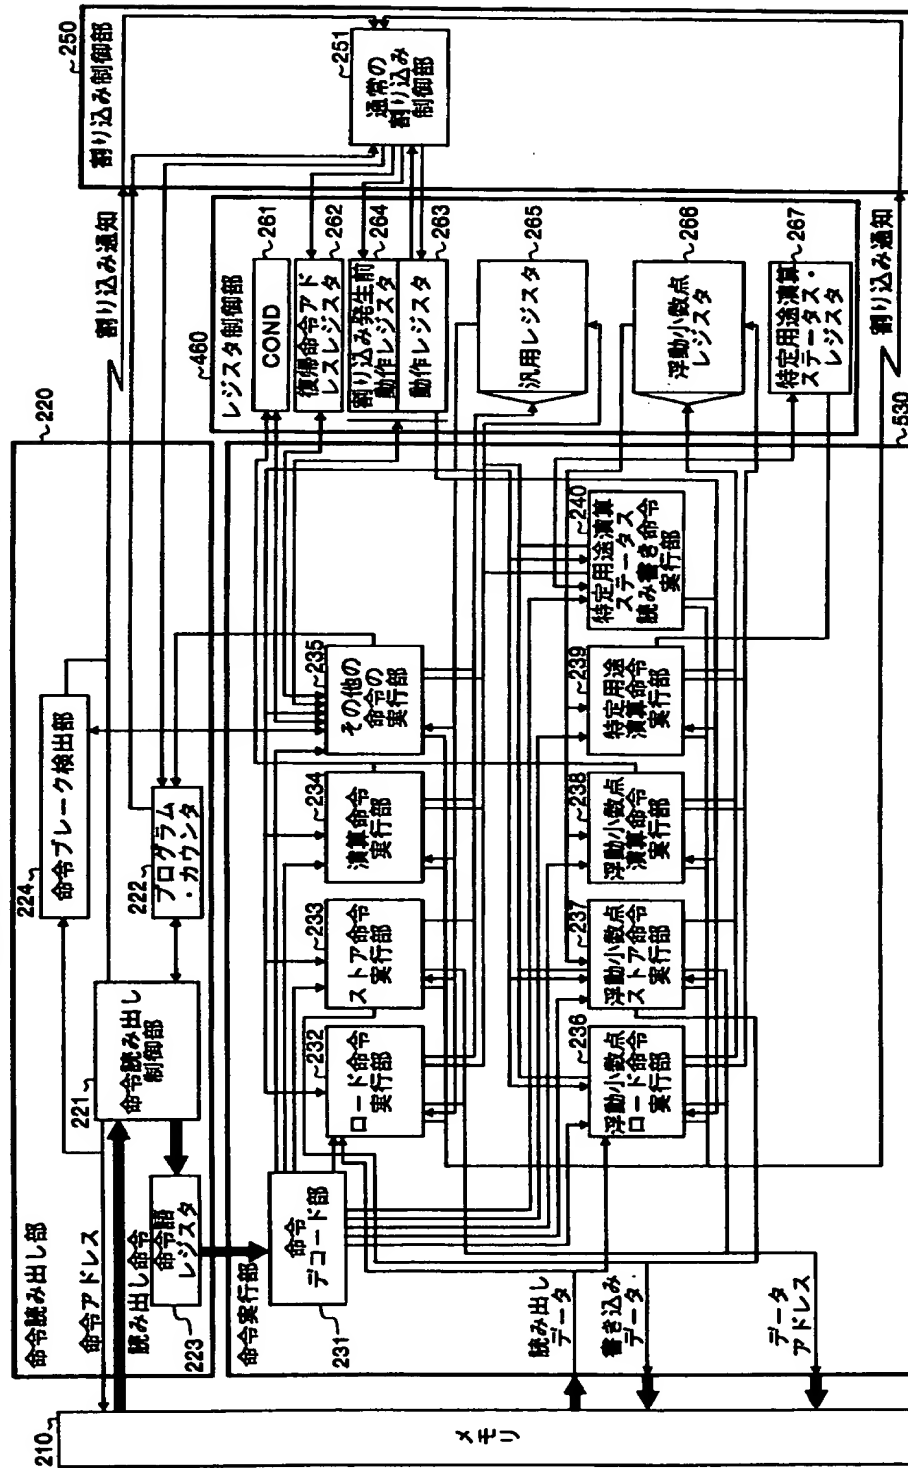 210
メモリ
220
命令読み出し部
命令アドレス
読み出し命令
221
命令読み出し
制御部
222
プログラム
・カウンタ
223
命令語
レジスタ
224
命令ブレーク検出部
割り込み通知
250
割り込み制御部
251
通常の
割り込み
制御部
530
命令実行部
231
命令
デコード部
232
ロード命令
実行部
233
ストア命令
実行部
234
演算命令
実行部
235
その他の
命令の
実行部
236
浮動小数点
ロード命令
実行部
237
浮動小数点
ストア命令
実行部
238
浮動小数点
演算命令
実行部
239
特定用途
演算命令
実行部
240
特定用途演算
ステータス
読み書き命令
実行部
読み出し
データ
書き込み
データ
データ
アドレス
460
レジスタ制御部
261
COND
262
復帰命令アド
レスレジスタ
264
割り込み発生前
動作レジスタ
263
動作レジスタ
265
汎用レジスタ
266
浮動小数点
レジスタ
267
特定用途演算
ステータス・
レジスタ
割り込み通知